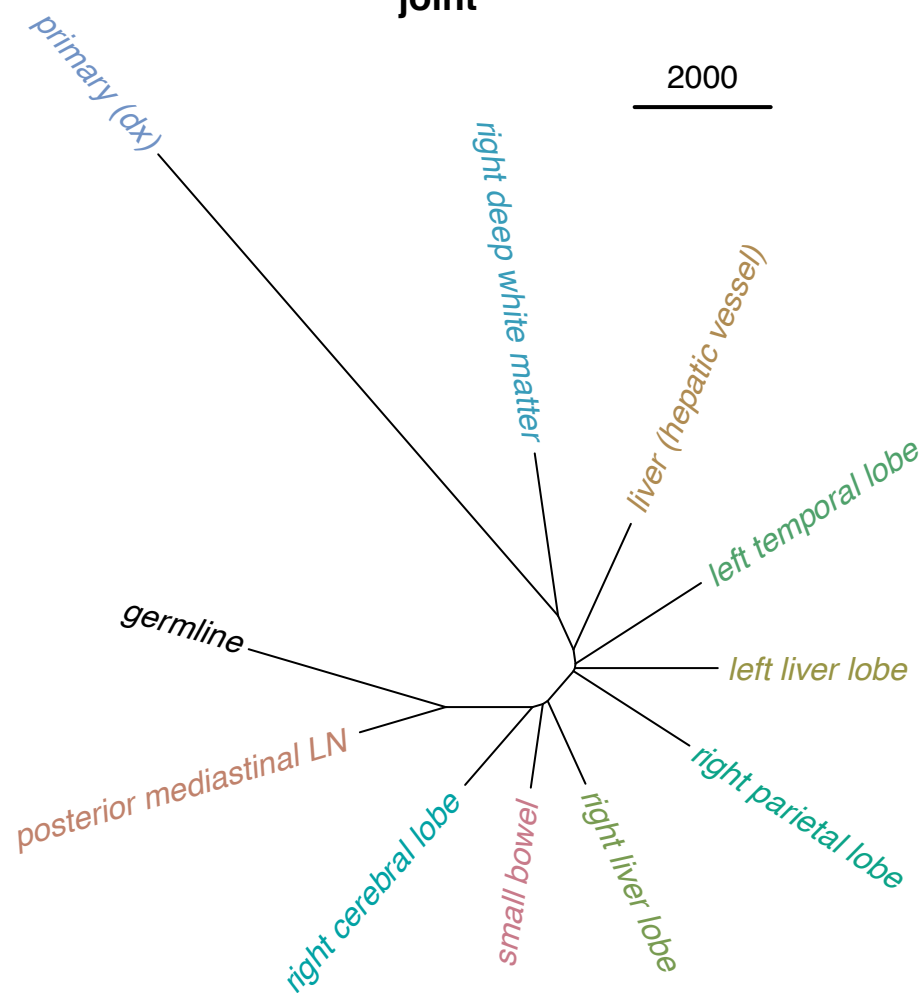 joint
primary (dx)
2000
right deep white matter
liver (hepatic vessel)
left temporal lobe
germline
left liver lobe
posterior mediastinal LN
right parietal lobe
right cerebral lobe
small bowel
right liver lobe